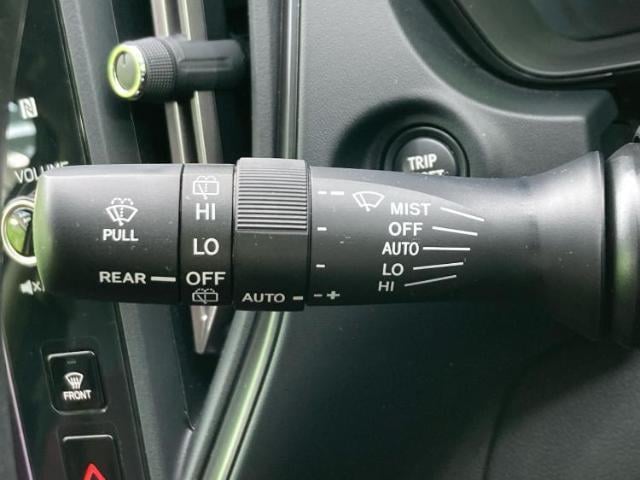 N
VOLUME
TRIP
PULL
HI
LO
REAR
OFF
AUTO
- +
MIST
OFF
AUTO
LO
HI
FRONT